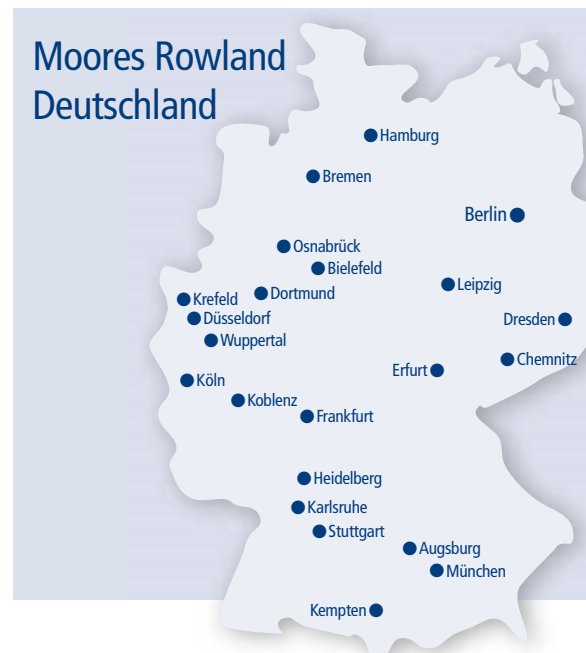 Moores Rowland
Deutschland
Hamburg
Bremen
Berlin
Osnabrück
Bielefeld
Leipzig
Krefeld
Dortmund
Düsseldorf
Dresden
Wuppertal
Chemnitz
Erfurt
Köln
Koblenz
Frankfurt
Heidelberg
Karlsruhe
Stuttgart
Augsburg
München
Kempten